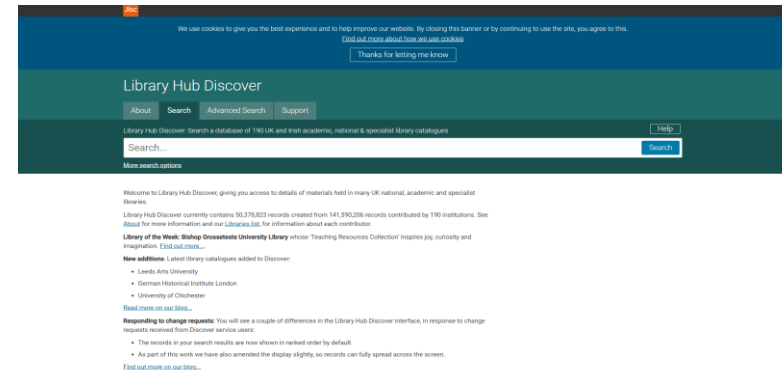 Jisc
We use cookies to give you the best experience and to help improve our website. By closing this banner or by continuing to use the site, you agree to this.
Find out more about how we use cookies
Thanks for letting me know
Library Hub Discover
About Search Advanced Search Support
Library Hub Discover: Search a database of 190 UK and Irish academic, national & specialist library catalogues Help
Search... Search
More search options
Welcome to Library Hub Discover, giving you access to details of materials held in many UK national, academic and specialist
libraries.
Library Hub Discover currently contains 50,378,823 records created from 141,590,206 records contributed by 190 institutions. See
About for more information and our Libraries list, for information about each contributor.
Library of the Week: Bishop Grosseteste University Library whose 'Teaching Resources Collection' inspires joy, curiosity and
imagination. Find out more...
New additions: Latest library catalogues added to Discover:
• Leeds Arts University
• German Historical Institute London
• University of Chichester
Read more on our blog...
Responding to change requests: You will see a couple of differences in the Library Hub Discover interface, in response to change
requests received from Discover service users:
• The records in your search results are now shown in ranked order by default
• As part of this work we have also amended the display slightly, so records can fully spread across the screen.
Find out more on our blog...